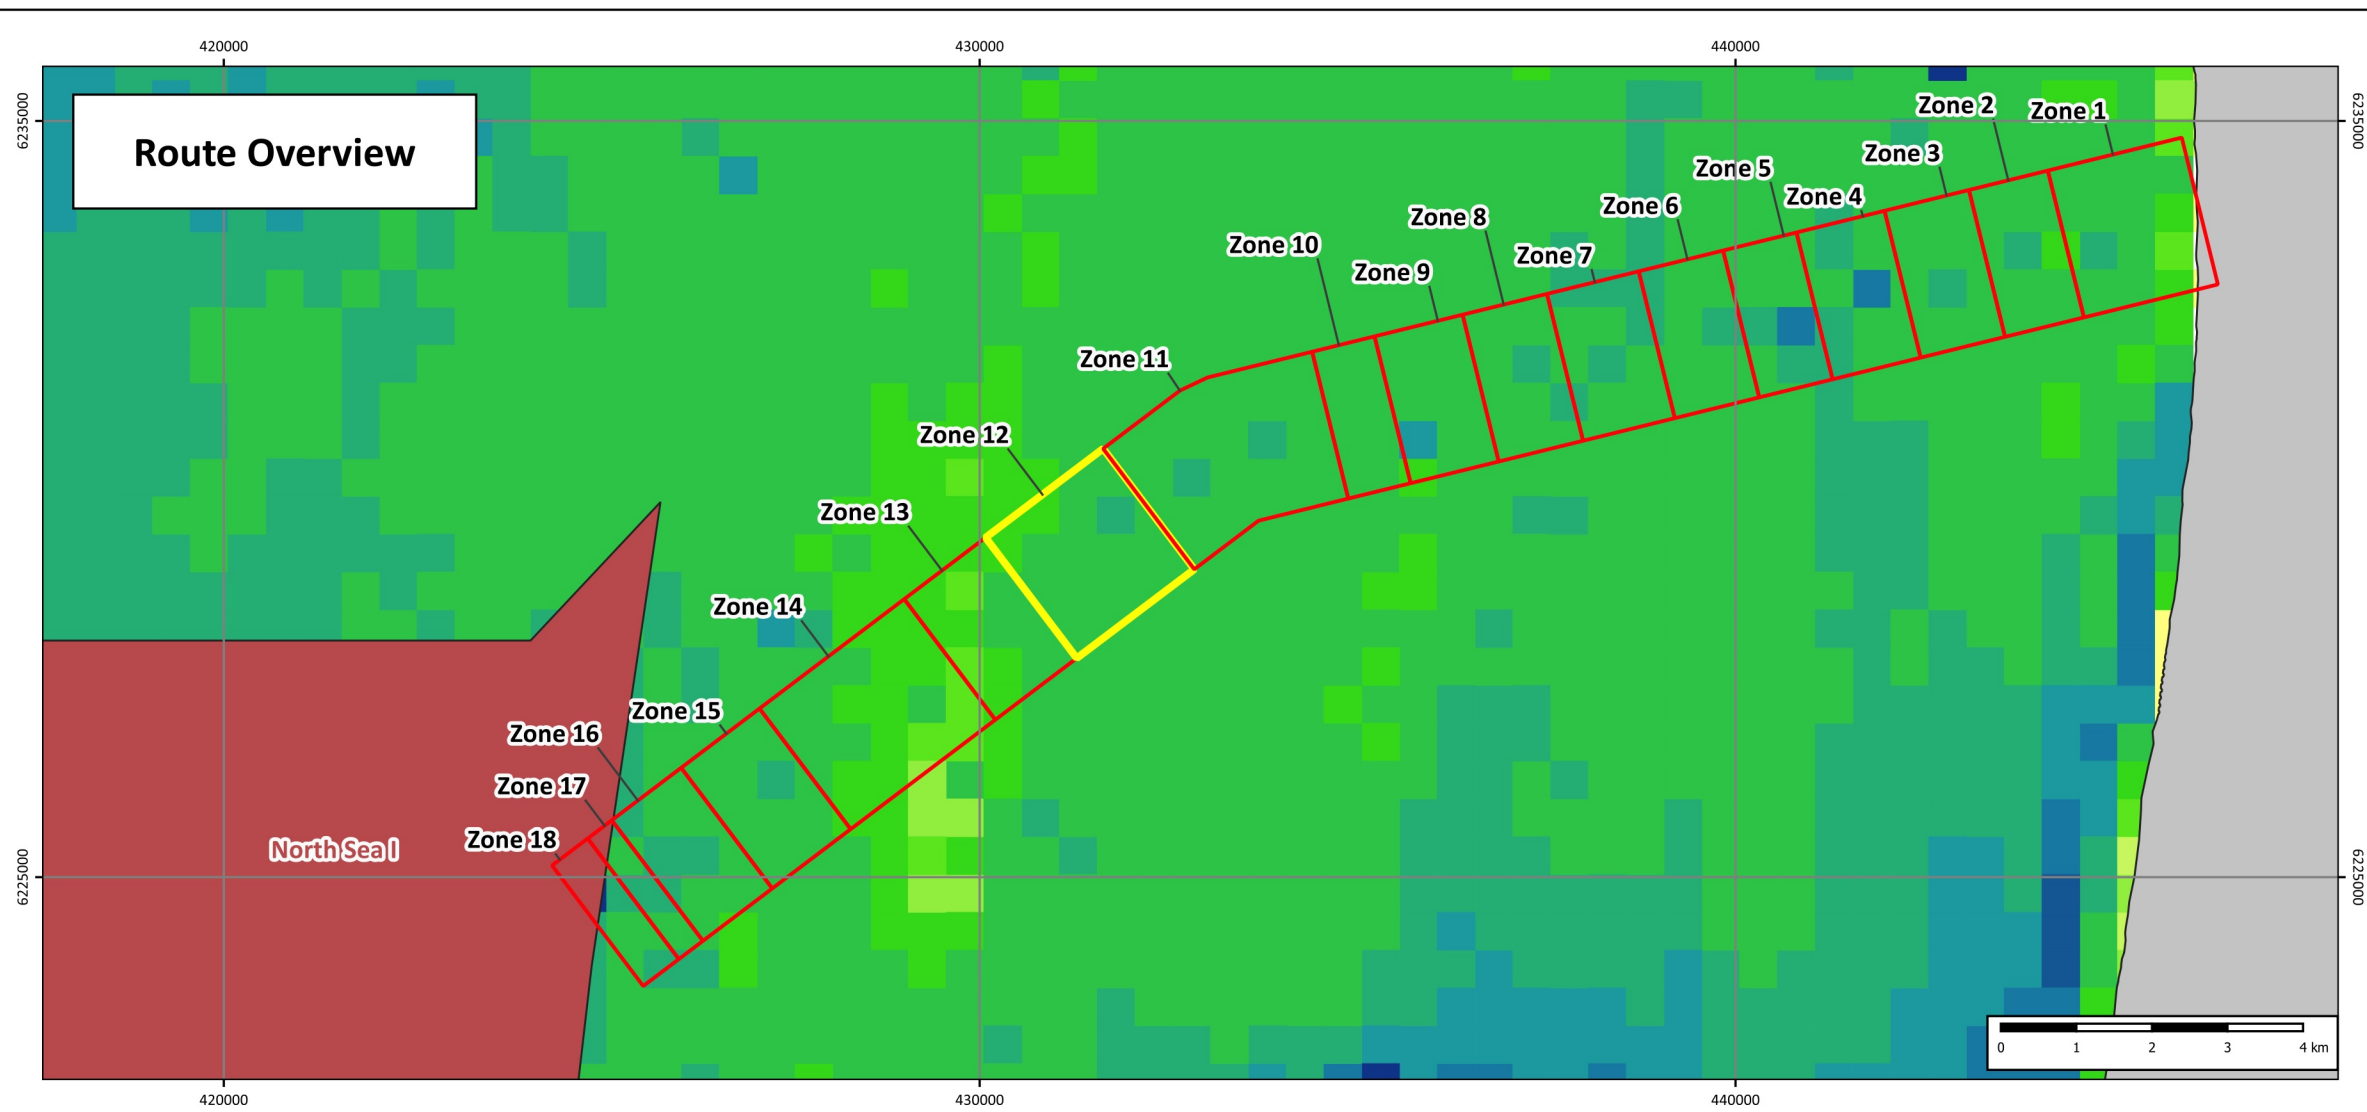 420000
430000
440000
6235000
6235000
Route Overview
Zone 2
Zone 1
Zone 3
Zone 5
Zone 4
Zone 6
Zone 8
Zone 10
Zone 7
Zone 9
Zone 11
Zone 12
Zone 13
Zone 14
Zone 15
Zone 16
Zone 17
Zone 18
North Sea I
6225000
6225000
0 1 2 3 4 km
420000
430000
440000